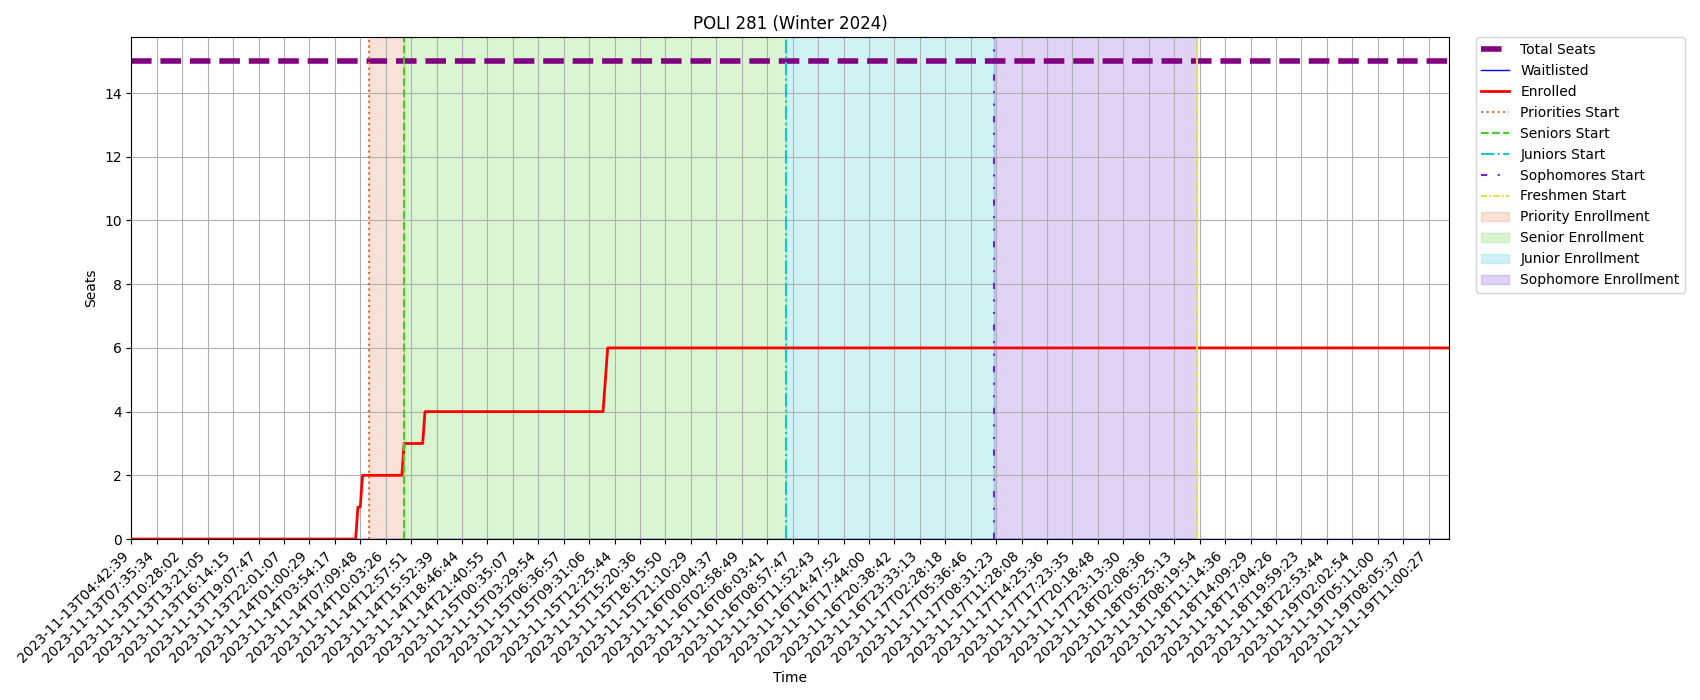 POLI 281 (Winter 2024)
Seats
14
12
10
8
6
4
2
0
2023-11-13T04:42:39
2023-11-13T07:35:34
2023-11-13T10:28:02
2023-11-13T13:21:05
2023-11-13T16:14:15
2023-11-13T19:07:47
2023-11-13T22:01:07
2023-11-14T01:00:29
2023-11-14T03:54:17
2023-11-14T07:09:48
2023-11-14T10:03:26
2023-11-14T12:57:51
2023-11-14T15:52:39
2023-11-14T18:46:44
2023-11-14T21:40:55
2023-11-15T00:35:07
2023-11-15T03:29:54
2023-11-15T06:36:57
2023-11-15T09:31:06
2023-11-15T12:25:44
2023-11-15T15:20:36
2023-11-15T18:15:50
2023-11-15T21:10:29
2023-11-16T00:04:37
2023-11-16T02:58:49
2023-11-16T06:03:41
2023-11-16T08:57:47
2023-11-16T11:52:43
2023-11-16T14:47:52
2023-11-16T17:44:00
2023-11-16T20:38:42
2023-11-16T23:33:13
2023-11-17T02:28:18
2023-11-17T05:36:46
2023-11-17T08:31:23
2023-11-17T11:28:08
2023-11-17T14:25:36
2023-11-17T17:23:35
2023-11-17T20:18:48
2023-11-17T23:13:30
2023-11-18T02:08:36
2023-11-18T05:25:13
2023-11-18T08:19:54
2023-11-18T11:14:36
2023-11-18T14:09:29
2023-11-18T17:04:26
2023-11-18T19:59:23
2023-11-18T22:53:44
2023-11-19T02:02:54
2023-11-19T05:11:00
2023-11-19T08:05:37
2023-11-19T11:00:27
Time
Total Seats
Waitlisted
Enrolled
Priorities Start
Seniors Start
Juniors Start
Sophomores Start
Freshmen Start
Priority Enrollment
Senior Enrollment
Junior Enrollment
Sophomore Enrollment